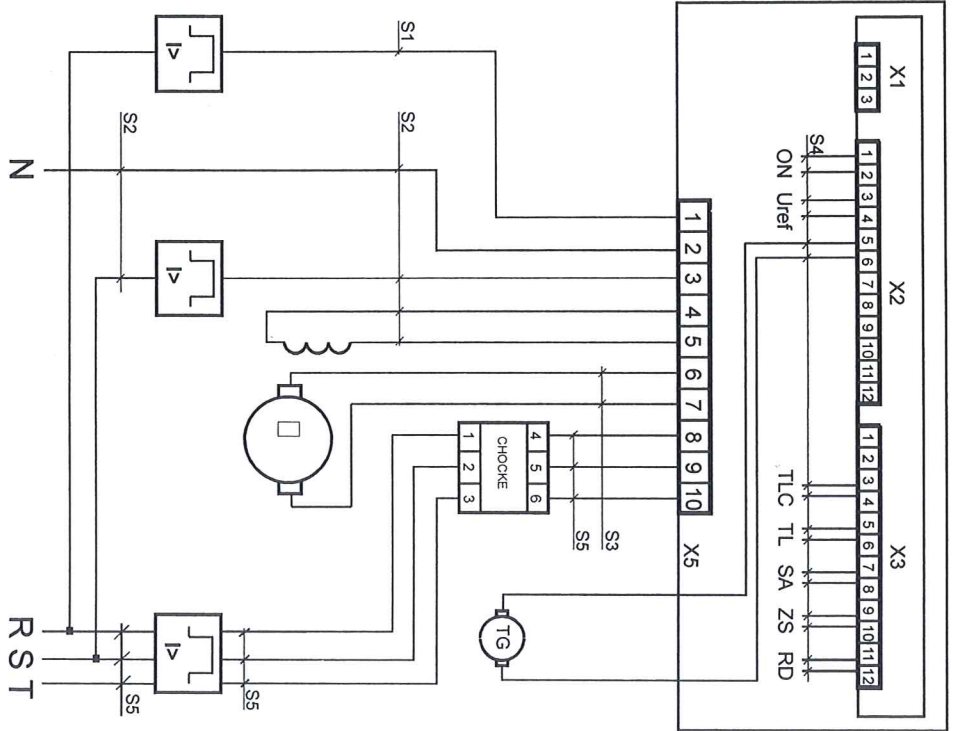 X1
1 2 3
X2
1 2 3 4 5 6 7 8 9 10 11 12
X3
1 2 3 4 5 6 7 8 9 10 11 12
S4
ON
Uref
TLC
TL
SA
ZS
RD
TG
X5
1 2 3 4 5 6 7 8 9 10
S3
S5
4 5 6
CHOCKE
1 2 3
S1
S2
S2
S5
S5
I>
I>
I>
N
R S T